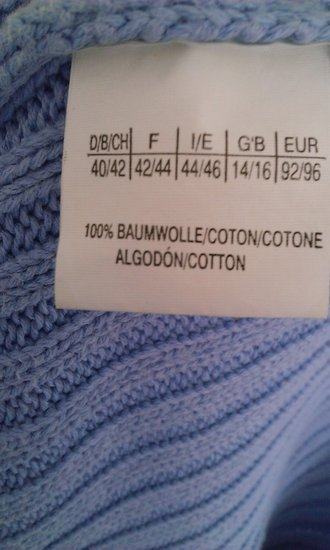 D/B/CH F I/E G'B EUR
40/42 42/44 44/46 14/16 92/96
100% BAUMWOLLE/COTON/COTONE
ALGODÓN/COTTON